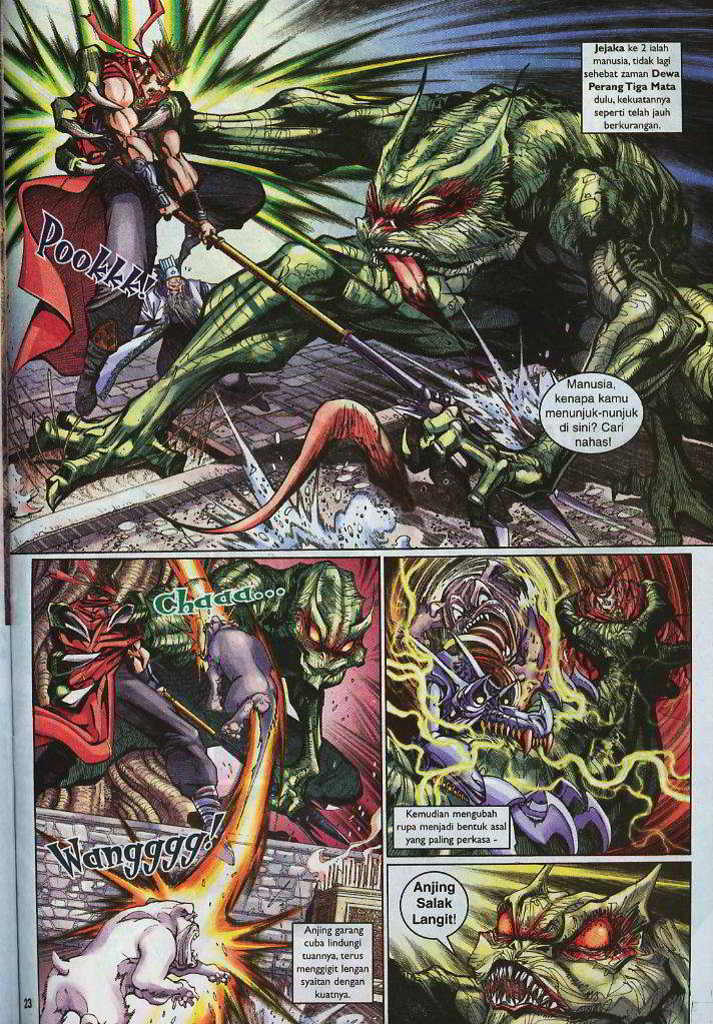 Jejaka ke 2 ialah
manusia, tidak lagi
sehebat zaman Dewa
Perang Tiga Mata
dulu, kekuatannya
seperti telah jauh
berkurangan.
Pookkk!
Manusia,
kenapa kamu
menunjuk-nunjuk
di sini? Cari
nahas!
Chaaa...
Wangggg!
Anjing garang
cuba lindungi
tuannya, terus
menggigit lengan
syaitan dengan
kuatnya.
Kemudian mengubah
rupa menjadi bentuk asal
yang paling perkasa -
Anjing
Salak
Langit!
23